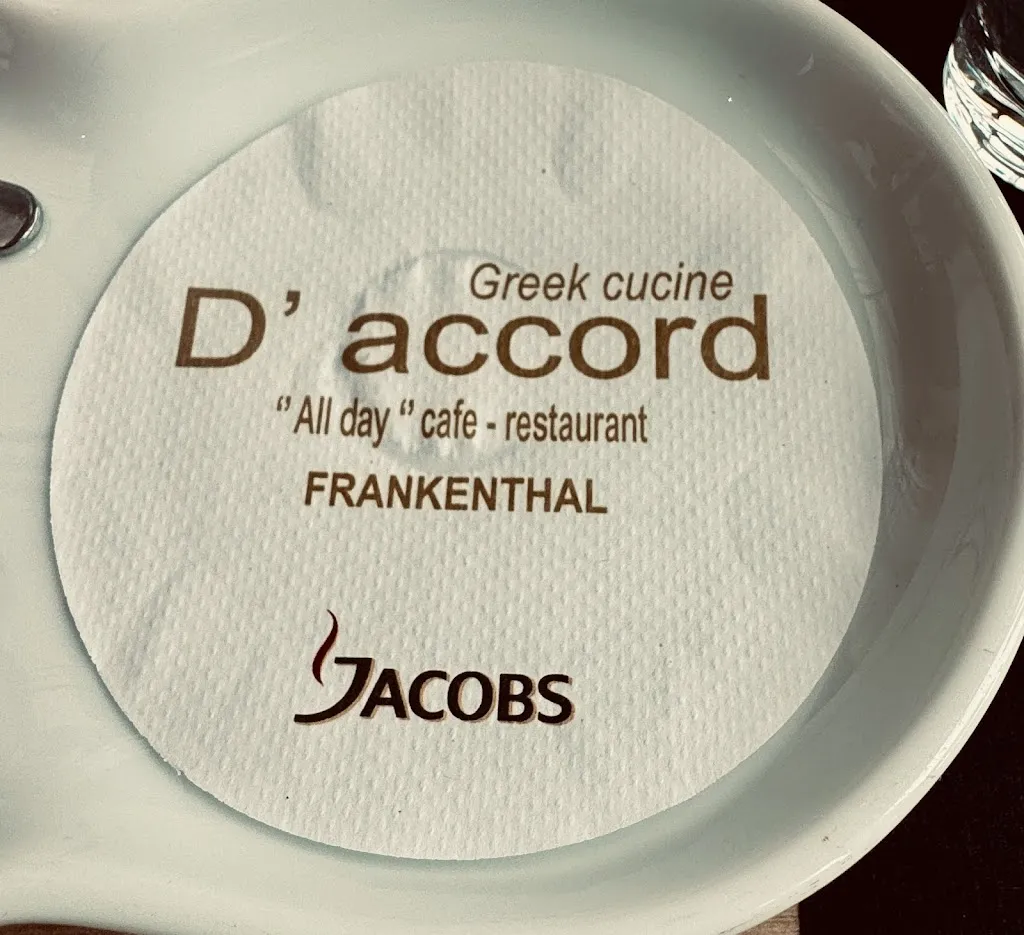 Greek cucine
D' accord
“All day “ cafe - restaurant
FRANKENTHAL
JACOBS